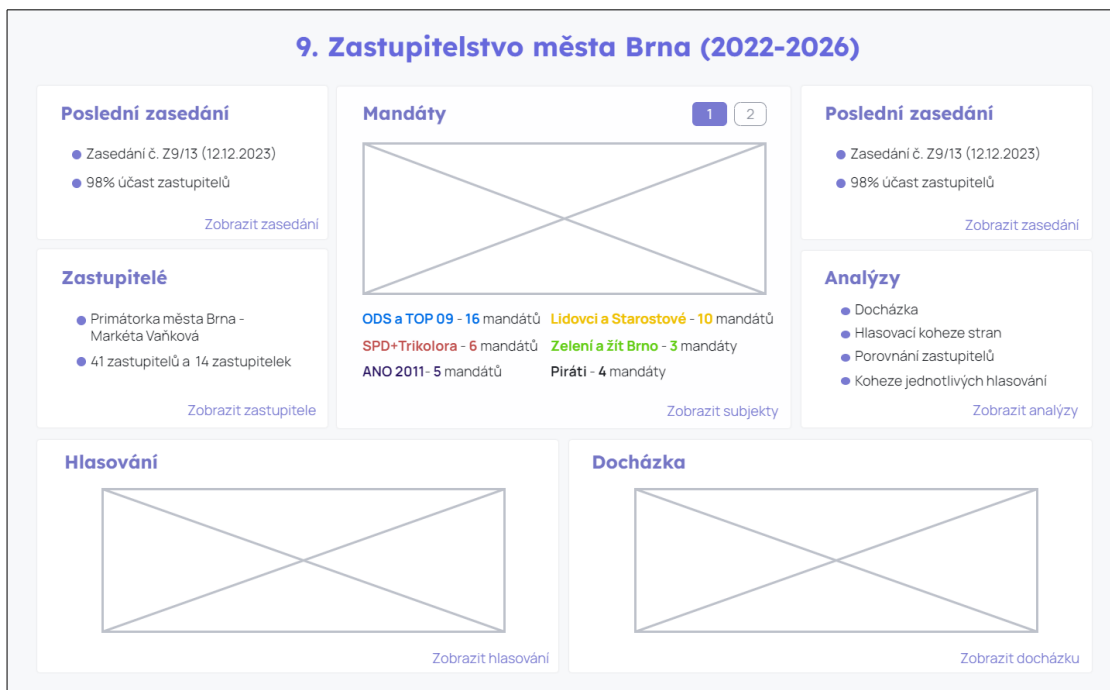 9. Zastupitelstvo města Brna (2022-2026)
Poslední zasedání
Zasedání č. Z9/13 (12.12.2023)
98% účast zastupitelů
Zobrazit zasedání
Zastupitelé
Primátorka města Brna -
Markéta Vaňková
41 zastupitelů a 14 zastupitelek
Zobrazit zastupitele
Mandáty
1 2
ODS a TOP 09 - 16 mandátů Lidovci a Starostové - 10 mandátů
SPD+Trikolora - 6 mandátů Zelení a žít Brno - 3 mandáty
ANO 2011- 5 mandátů Piráti - 4 mandáty
Zobrazit subjekty
Poslední zasedání
Zasedání č. Z9/13 (12.12.2023)
98% účast zastupitelů
Zobrazit zasedání
Analýzy
Docházka
Hlasovací koheze stran
Porovnání zastupitelů
Koheze jednotlivých hlasování
Zobrazit analýzy
Hlasování
Zobrazit hlasování
Docházka
Zobrazit docházku